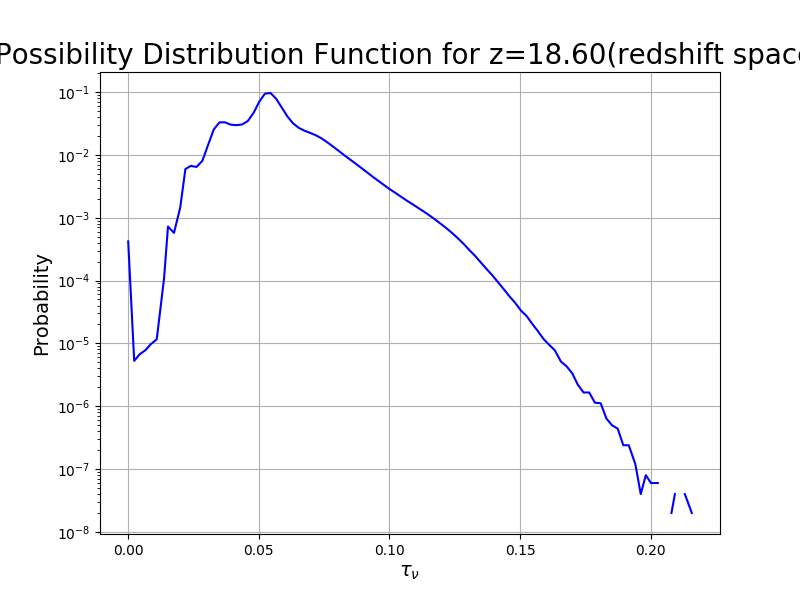 Possibility Distribution Function for z=18.60(redshift space
Probability
10⁻¹
10⁻²
10⁻³
10⁻⁴
10⁻⁵
10⁻⁶
10⁻⁷
10⁻⁸
0.00 0.05 0.10 0.15 0.20
τ_ν